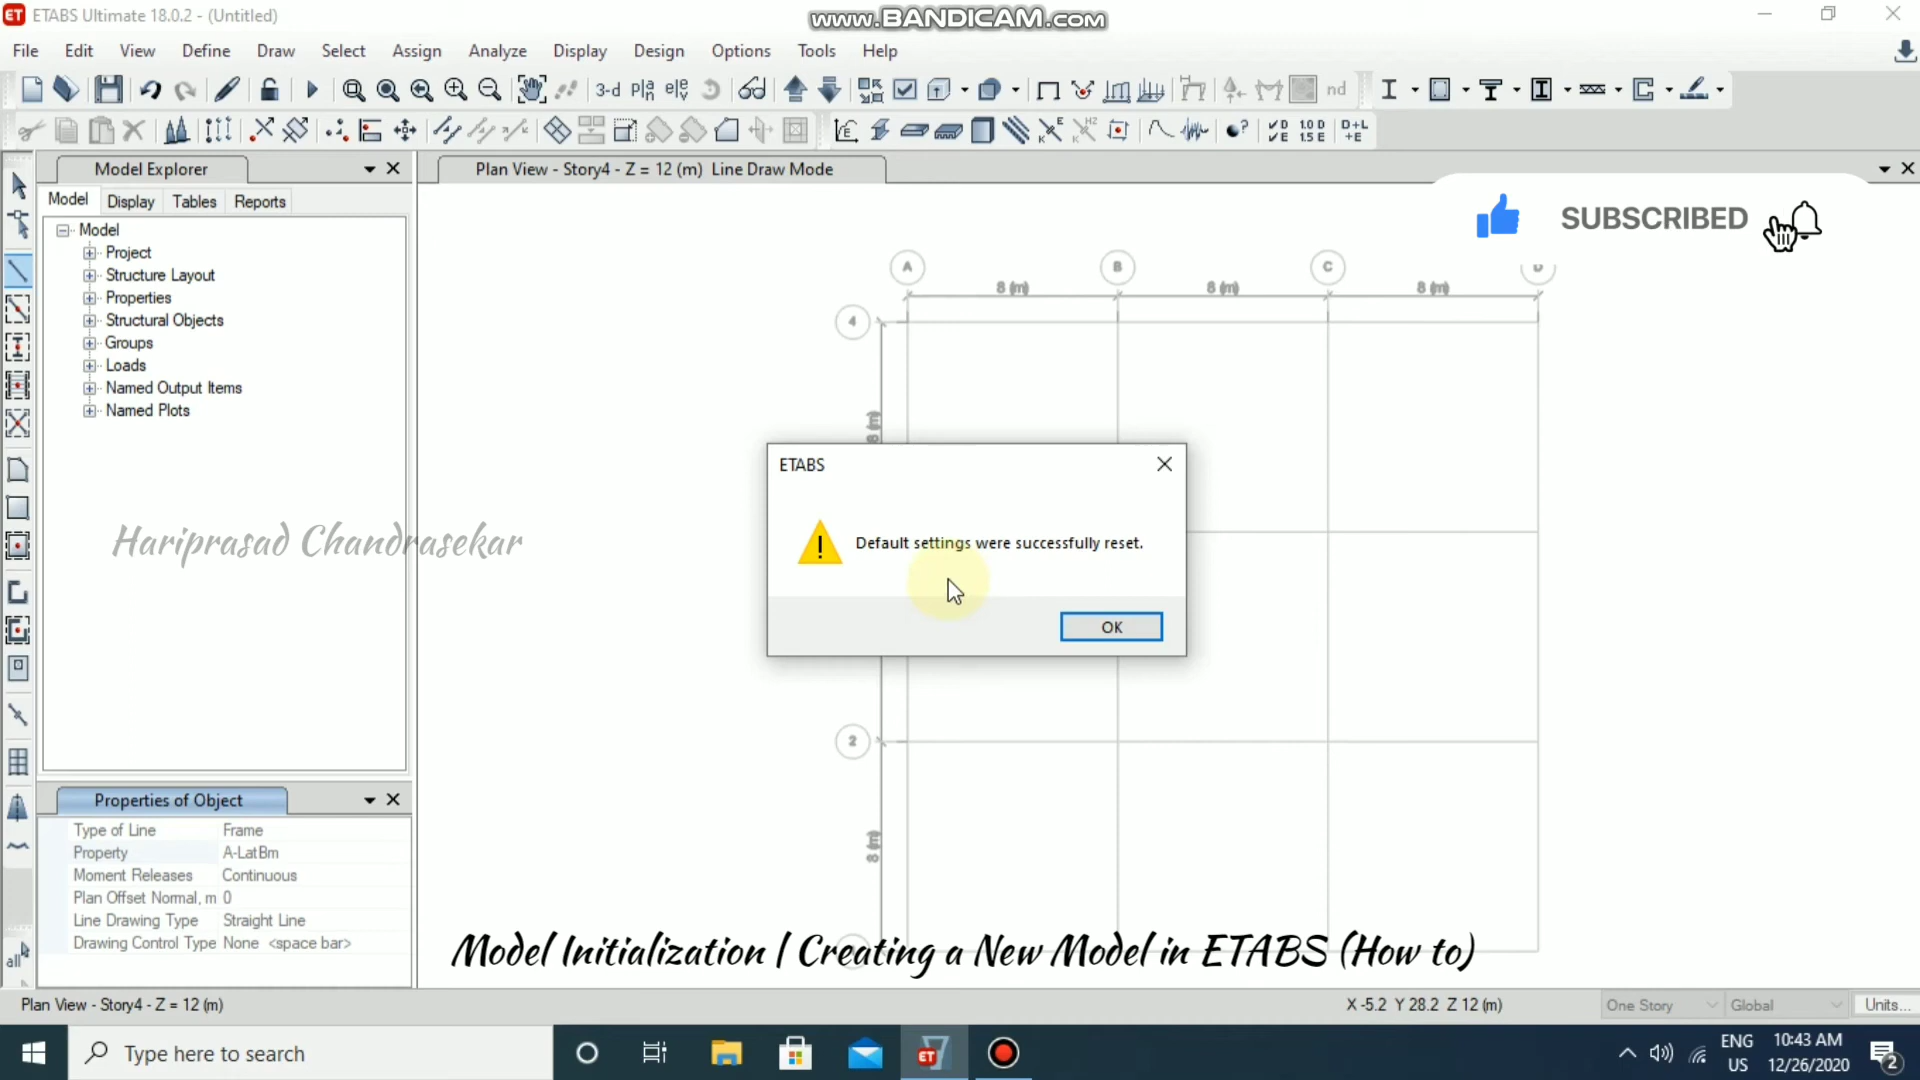 ETABS Ultimate 18.0.2 - (Untitled)
www.BANDICAM.com
File Edit View Define Draw Select Assign Analyze Display Design Options Tools Help
3-d nd
Model Explorer
Plan View - Story4 - Z = 12 (m) Line Draw Mode
Model Display Tables Reports
SUBSCRIBED
Model
Project
Structure Layout
Properties
Structural Objects
Groups
Loads
Named Output Items
Named Plots
A B C D
8 (m) 8 (m) 8 (m)
4
8 (m)
ETABS
Default settings were successfully reset.
OK
Hariprasad Chandrasekar
2
8 (m)
Properties of Object
Type of Line Frame
Property A-LatBm
Moment Releases Continuous
Plan Offset Normal, m 0
Line Drawing Type Straight Line
Drawing Control Type None <space bar>
all
Model Initialization | Creating a New Model in ETABS (How to)
Plan View - Story4 - Z = 12 (m)
X -5.2 Y 28.2 Z 12 (m)
One Story Global Units...
Type here to search
ENG
US
10:43 AM
12/26/2020
2